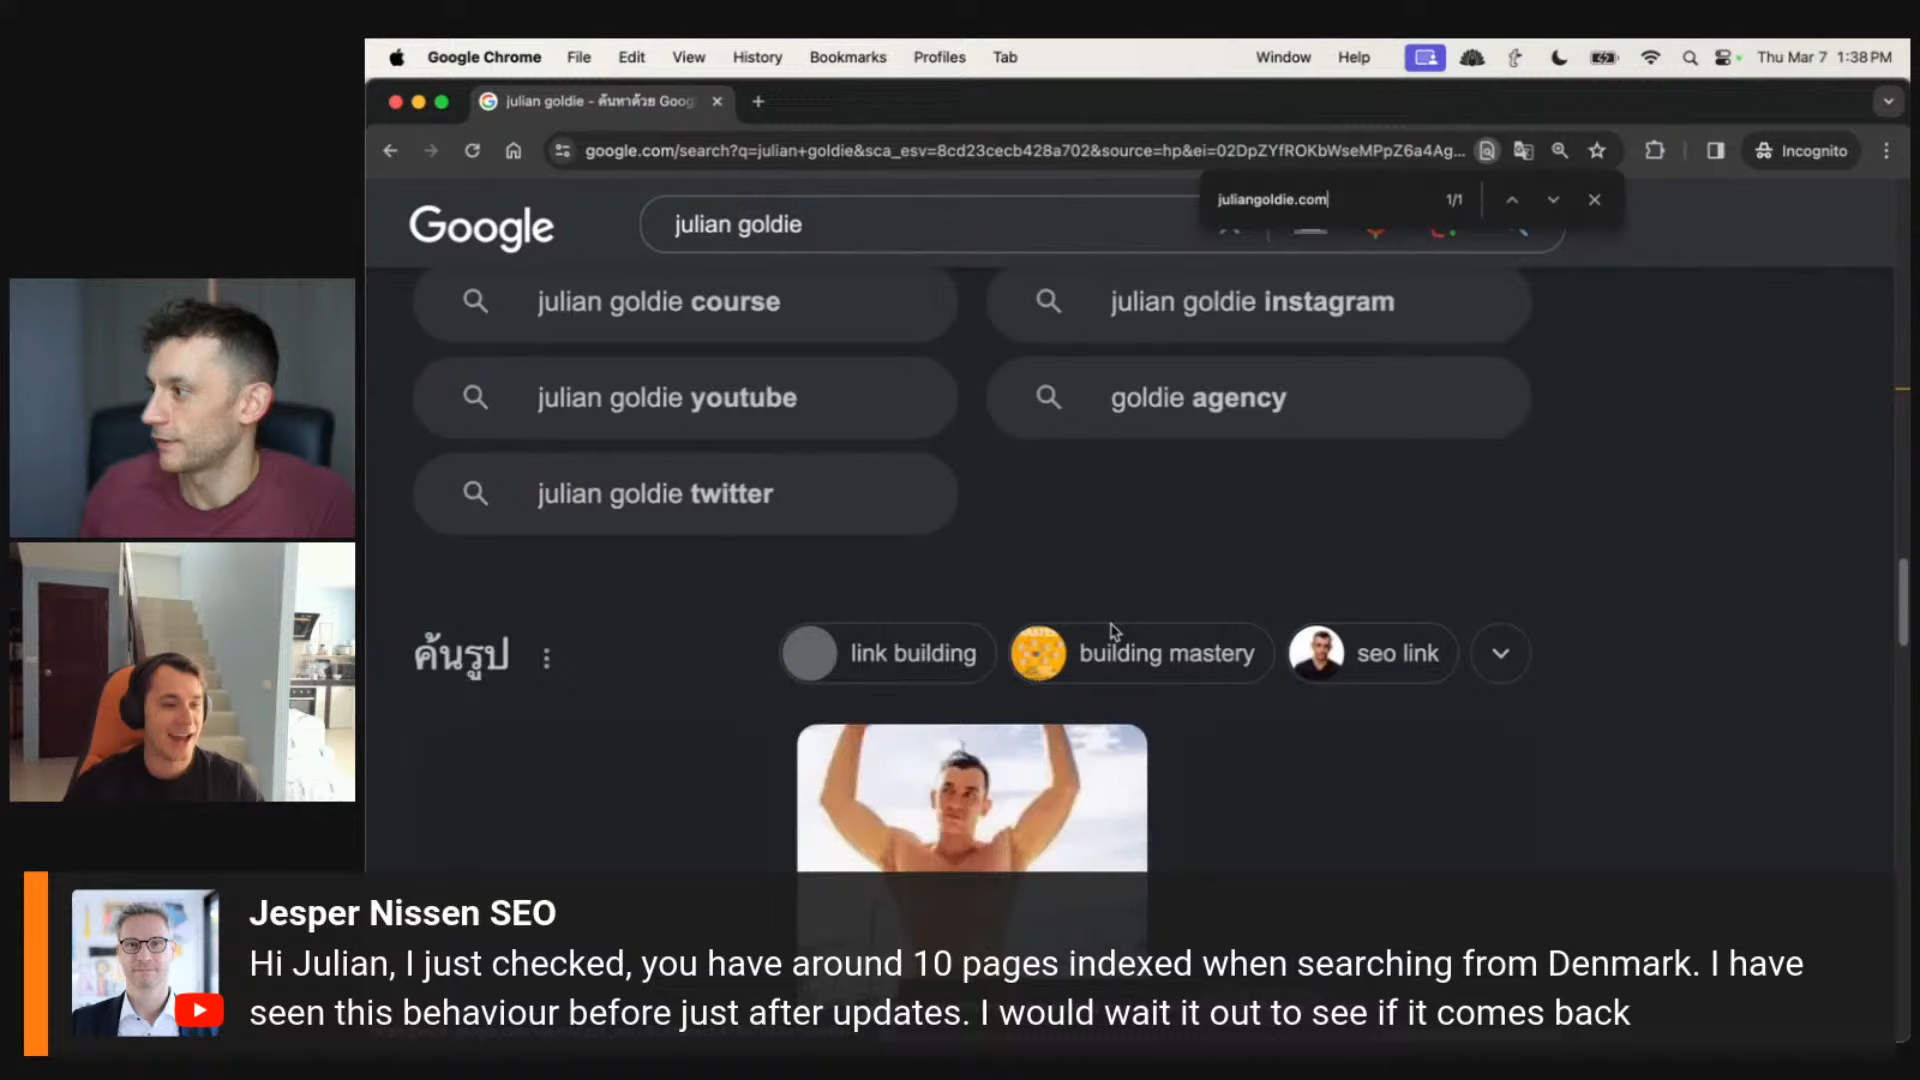 Google Chrome File Edit View History Bookmarks Profiles Tab Window Help Thu Mar 7 1:38 PM
julian goldie - ค้นหาด้วย Goog
google.com/search?q=julian+goldie&sca_esv=8cd23cecb428a702&source=hp&ei=02DpZYfROKbWseMPpZ6a4Ag... Incognito
juliangoldie.com 1/1
Google julian goldie
julian goldie course
julian goldie instagram
julian goldie youtube
goldie agency
julian goldie twitter
ค้นรูป
link building
building mastery
seo link
Jesper Nissen SEO
Hi Julian, I just checked, you have around 10 pages indexed when searching from Denmark. I have
seen this behaviour before just after updates. I would wait it out to see if it comes back